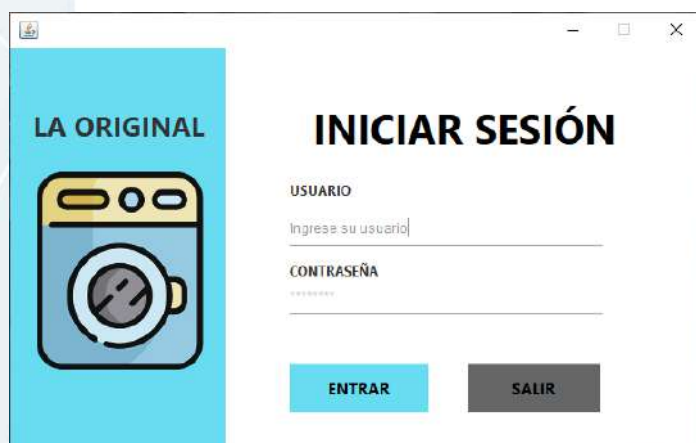 LA ORIGINAL
INICIAR SESIÓN
USUARIO
Ingrese su usuario
CONTRASEÑA
********
ENTRAR
SALIR